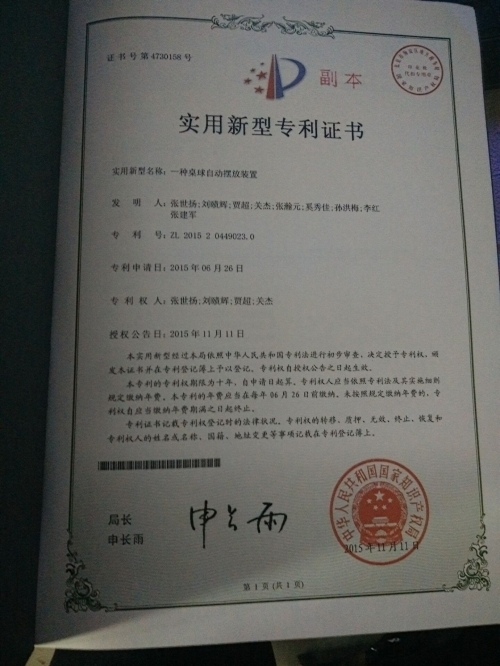 证书号第4730158号
副本
实用新型专利证书
实用新型名称：一种桌球自动摆放装置
发明人：张世扬;刘赜辉;贾超;关杰;张瀚元;奚秀佳;孙洪梅;李红
张建军
专利号：ZL 2015 2 0449023.0
专利申请日：2015年06月26日
专利权人：张世扬;刘赜辉;贾超;关杰
授权公告日：2015年11月11日
本实用新型经过本局依照中华人民共和国专利法进行初步审查，决定授予专利权，颁
发本证书并在专利登记簿上予以登记。专利权自授权公告之日起生效。
本专利的专利权期限为十年，自申请日起算。专利权人应当依照专利法及其实施细则
规定缴纳年费。本专利的年费应当在每年06月26日前缴纳。未按照规定缴纳年费的，专
利权自应当缴纳年费期满之日起终止。
专利证书记载专利权登记时的法律状况。专利权的转移、质押、无效、终止、恢复和
专利权人的姓名或名称、国籍、地址变更等事项记载在专利登记簿上。
局长
申长雨
申长雨
中华人民共和国国家知识产权局
2015年11月11日
第1页(共1页)